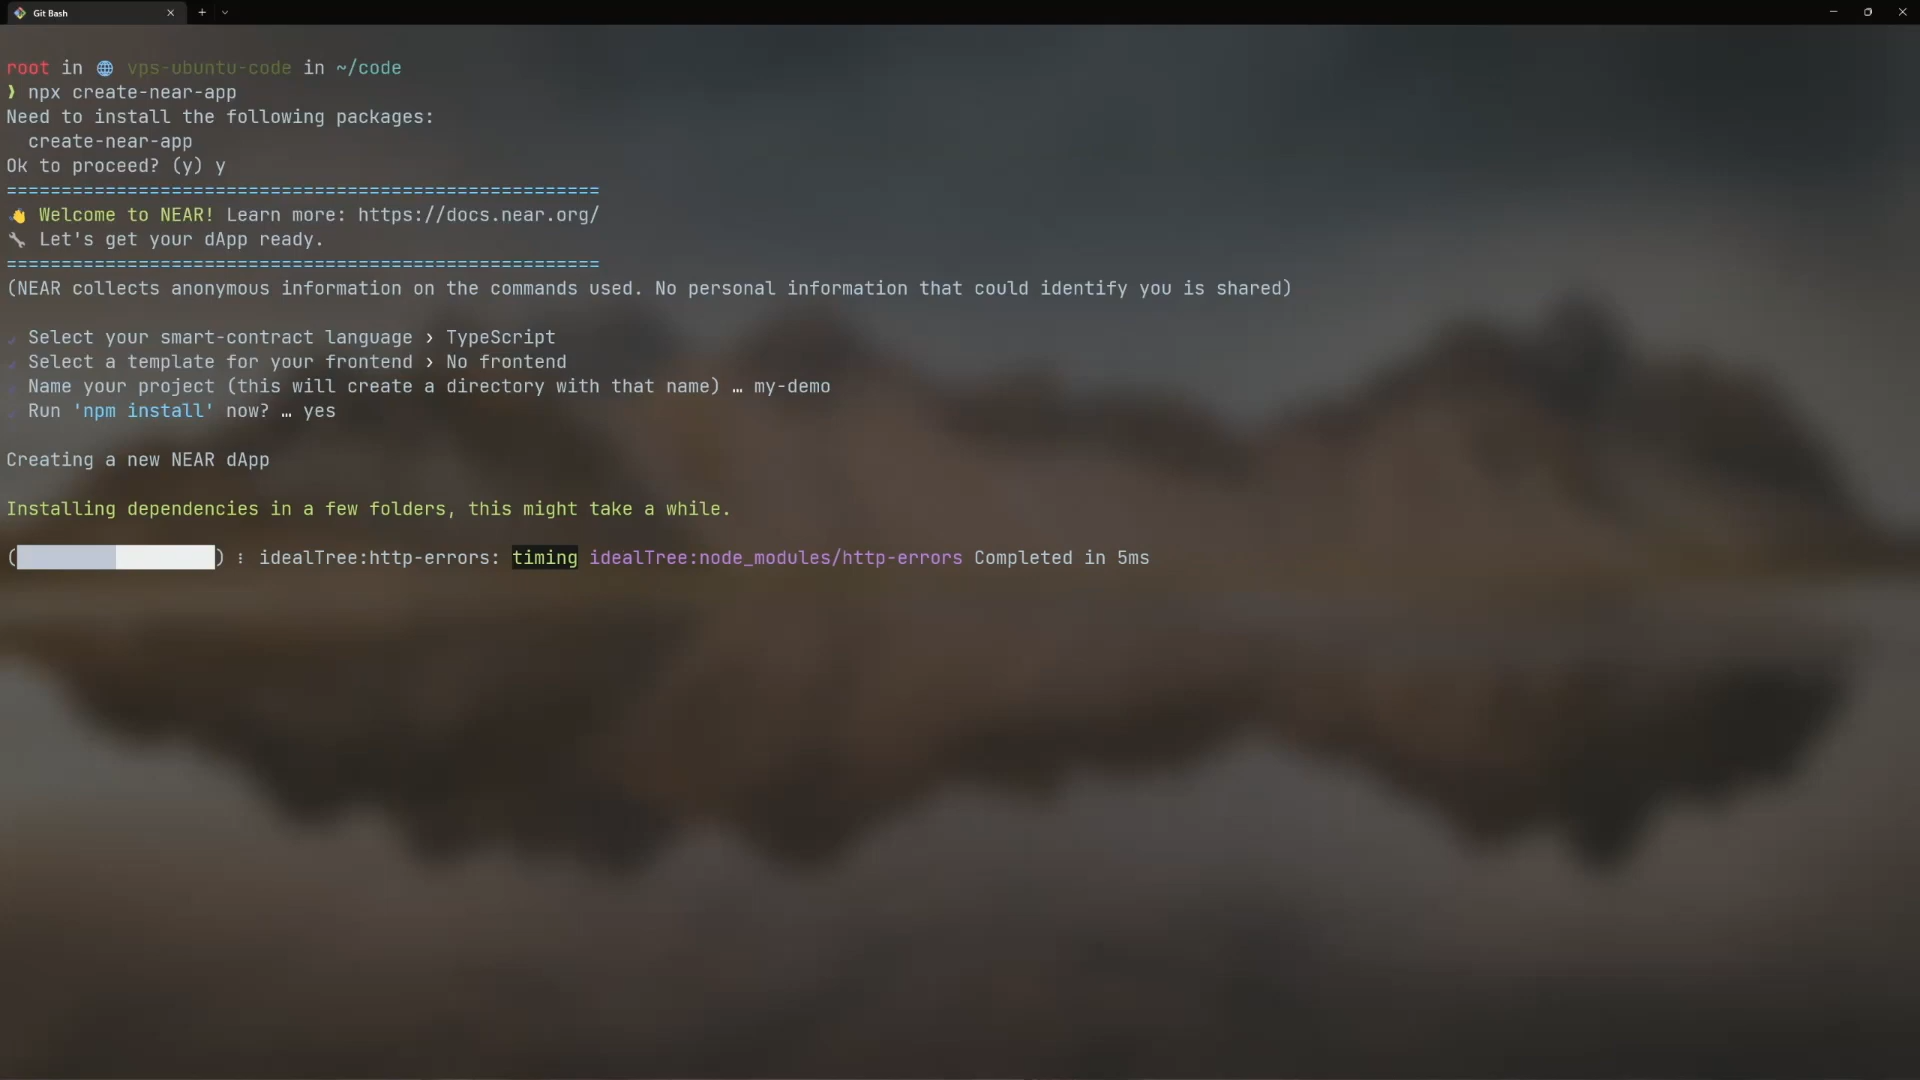 Git Bash
root in 🌐 vps-ubuntu-code in ~/code
❱ npx create-near-app
Need to install the following packages:
create-near-app
Ok to proceed? (y) y
======================================================
👋 Welcome to NEAR! Learn more: https://docs.near.org/
🔧 Let's get your dApp ready.
======================================================
(NEAR collects anonymous information on the commands used. No personal information that could identify you is shared)
✔ Select your smart-contract language › TypeScript
✔ Select a template for your frontend › No frontend
✔ Name your project (this will create a directory with that name) … my-demo
✔ Run 'npm install' now? … yes
Creating a new NEAR dApp
Installing dependencies in a few folders, this might take a while.
(██████████████████) ⠸ idealTree:http-errors: timing idealTree:node_modules/http-errors Completed in 5ms